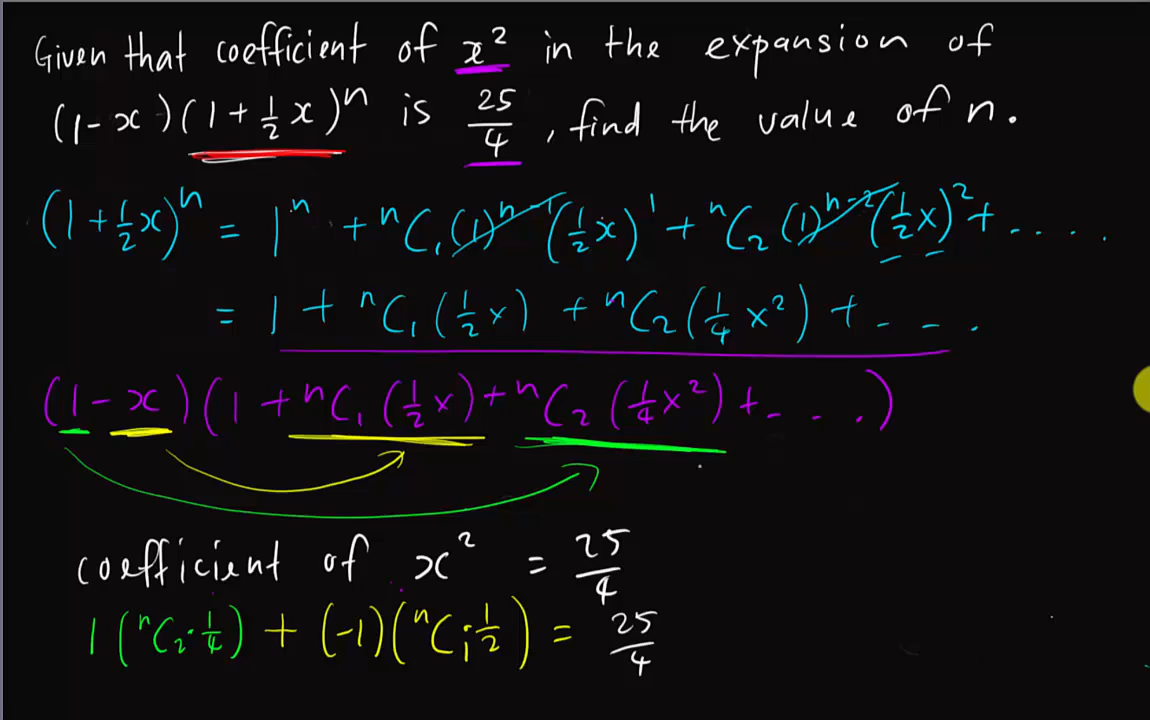 Given that coefficient of x² in the expansion of
(1-x)(1+½x)ⁿ is 25/4, find the value of n.
(1+½x)ⁿ = 1ⁿ + ⁿC₁(1)ⁿ⁻¹(½x)¹ + ⁿC₂(1)ⁿ⁻²(½x)² + ....
= 1 + ⁿC₁(½x) + ⁿC₂(¼x²) + ....
(1-x)(1+ⁿC₁(½x)+ⁿC₂(¼x²)+....)
coefficient of x² = 25/4
1(ⁿC₂·¼) + (-1)(ⁿC₁·½) = 25/4